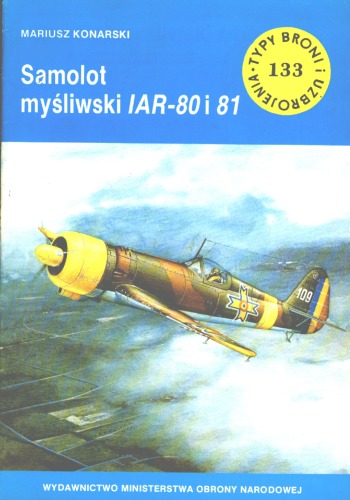 MARIUSZ KONARSKI
Samolot
myśliwski IAR-80 i 81
TYPY BRONI i UZBROJENIA
133
109
WYDAWNICTWO MINISTERSTWA OBRONY NARODOWEJ